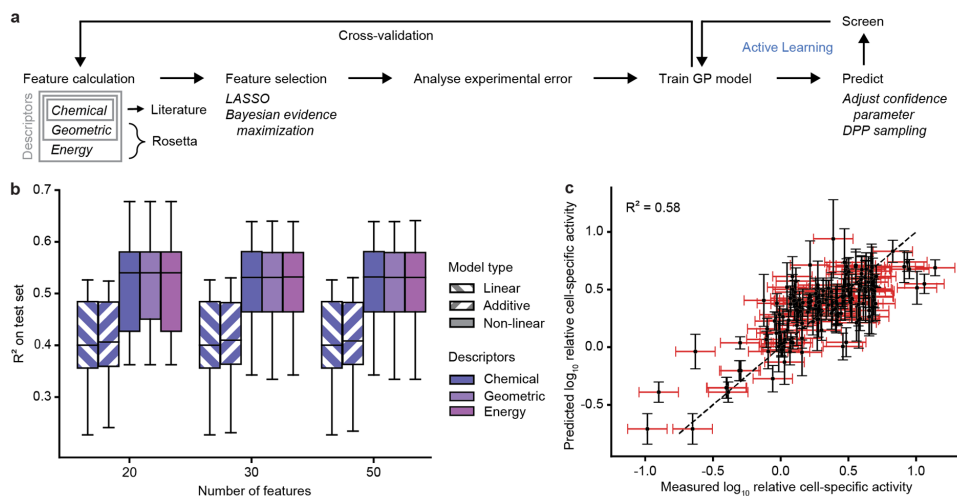 a
Cross-validation
Screen
Active Learning
Feature calculation
Feature selection
Analyse experimental error
Train GP model
Predict
Descriptors
Chemical
Geometric
Energy
Literature
Rosetta
LASSO
Bayesian evidence
maximization
Adjust confidence
parameter
DPP sampling
b
R² on test set
0.7
0.6
0.5
0.4
0.3
20
30
50
Number of features
Model type
Linear
Additive
Non-linear
Descriptors
Chemical
Geometric
Energy
c
R² = 0.58
Predicted log₁₀ relative cell-specific activity
1.0
0.5
0.0
-0.5
-1.0
-0.5
0.0
0.5
1.0
Measured log₁₀ relative cell-specific activity